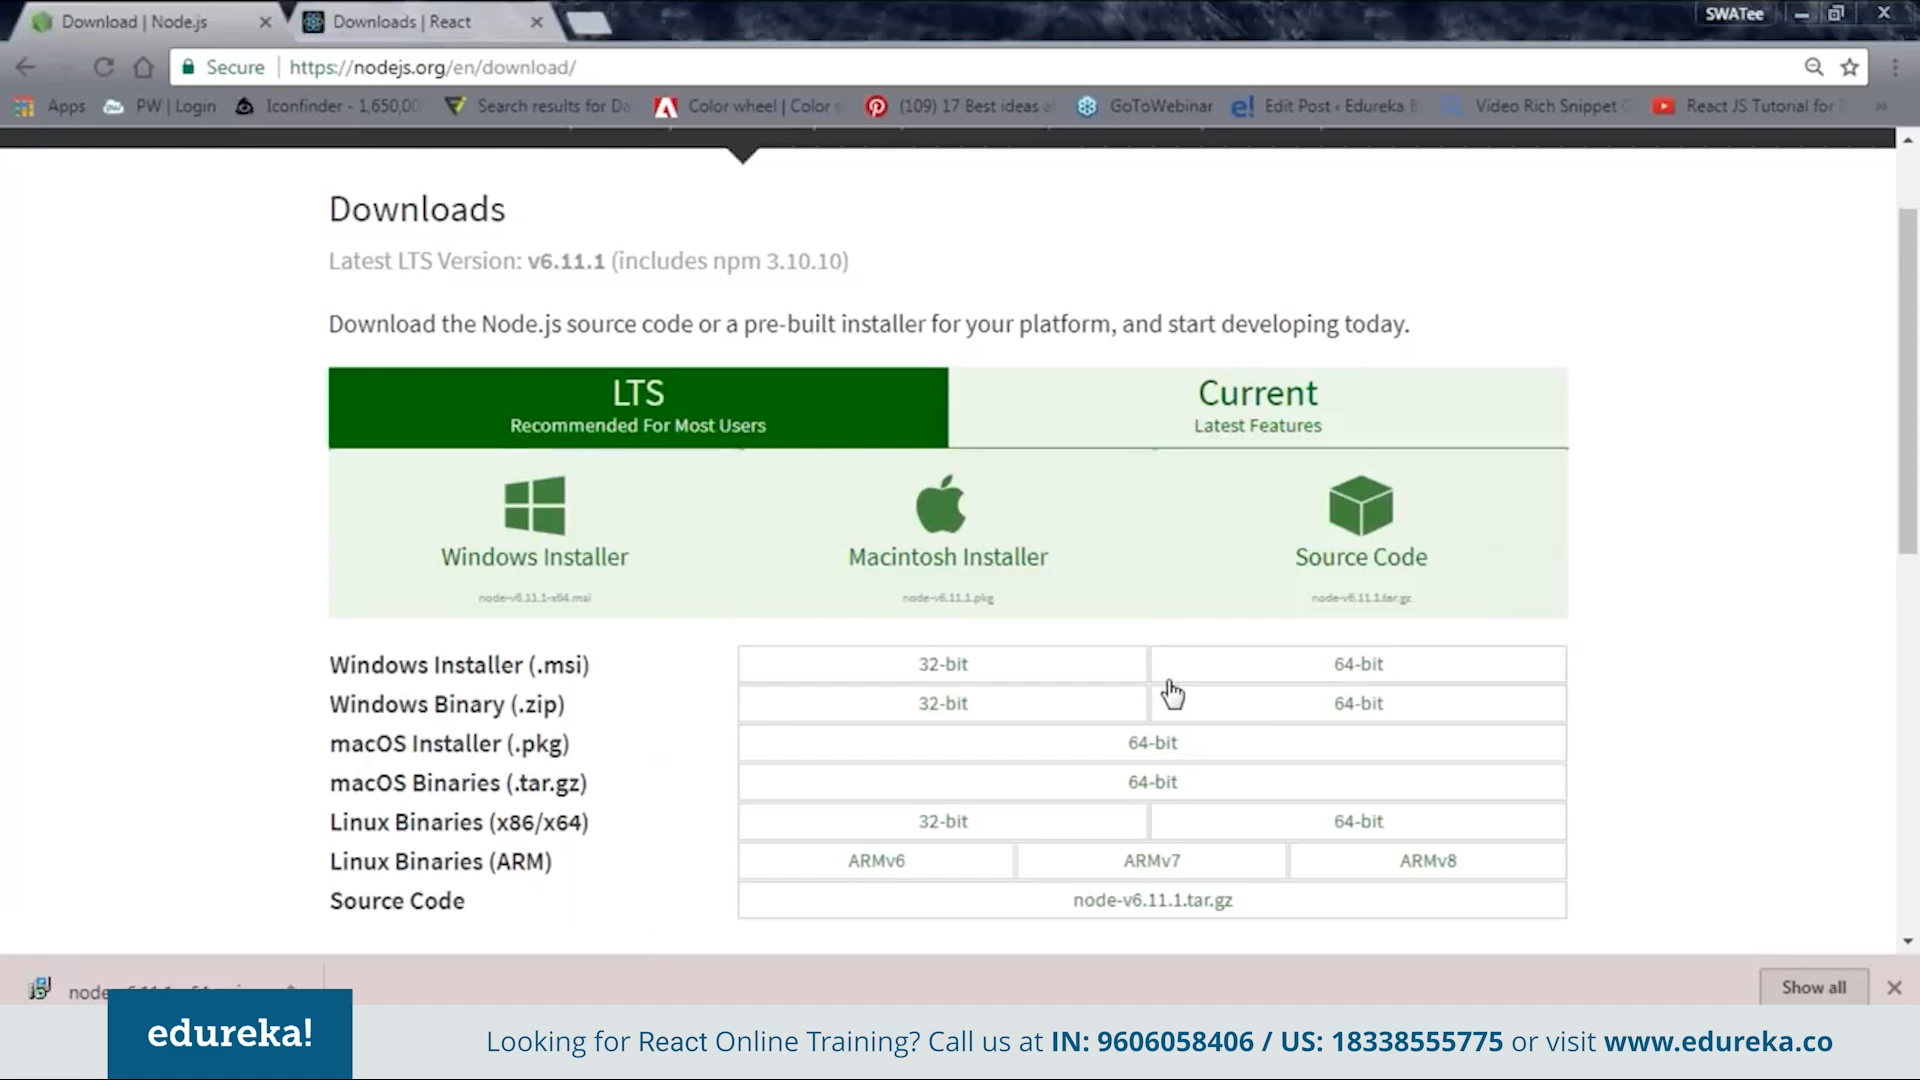 Download | Node.js
Downloads | React
SWATee
Secure
https://nodejs.org/en/download/
Apps
PW | Login
Iconfinder - 1,650,00
Search results for Da
Color wheel | Color
(109) 17 Best ideas
GoToWebinar
Edit Post ‹ Edureka
Video Rich Snippet
React JS Tutorial for
»
Downloads
Latest LTS Version: v6.11.1 (includes npm 3.10.10)
Download the Node.js source code or a pre-built installer for your platform, and start developing today.
LTS
Recommended For Most Users
Current
Latest Features
Windows Installer
node-v6.11.1-x64.msi
Macintosh Installer
node-v6.11.1.pkg
Source Code
node-v6.11.1.tar.gz
Windows Installer (.msi)
32-bit
64-bit
Windows Binary (.zip)
32-bit
64-bit
macOS Installer (.pkg)
64-bit
macOS Binaries (.tar.gz)
64-bit
Linux Binaries (x86/x64)
32-bit
64-bit
Linux Binaries (ARM)
ARMv6
ARMv7
ARMv8
Source Code
node-v6.11.1.tar.gz
Show all
edureka!
Looking for React Online Training? Call us at IN: 9606058406 / US: 18338555775 or visit www.edureka.co